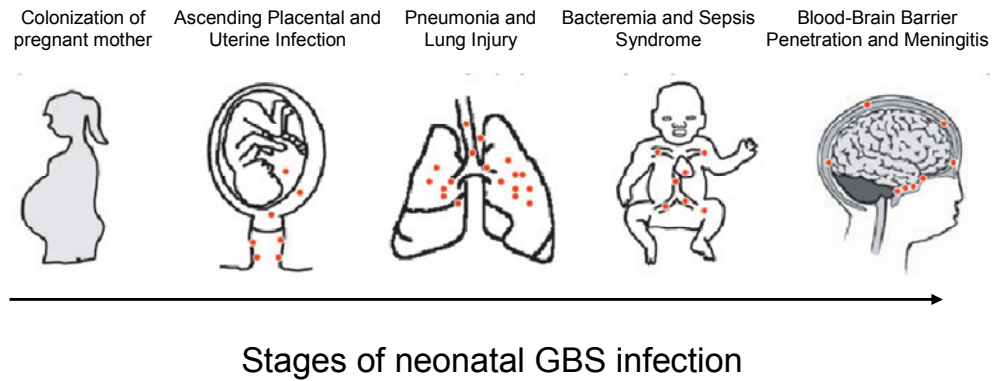 Colonization of
pregnant mother
Ascending Placental and
Uterine Infection
Pneumonia and
Lung Injury
Bacteremia and Sepsis
Syndrome
Blood-Brain Barrier
Penetration and Meningitis
Stages of neonatal GBS infection